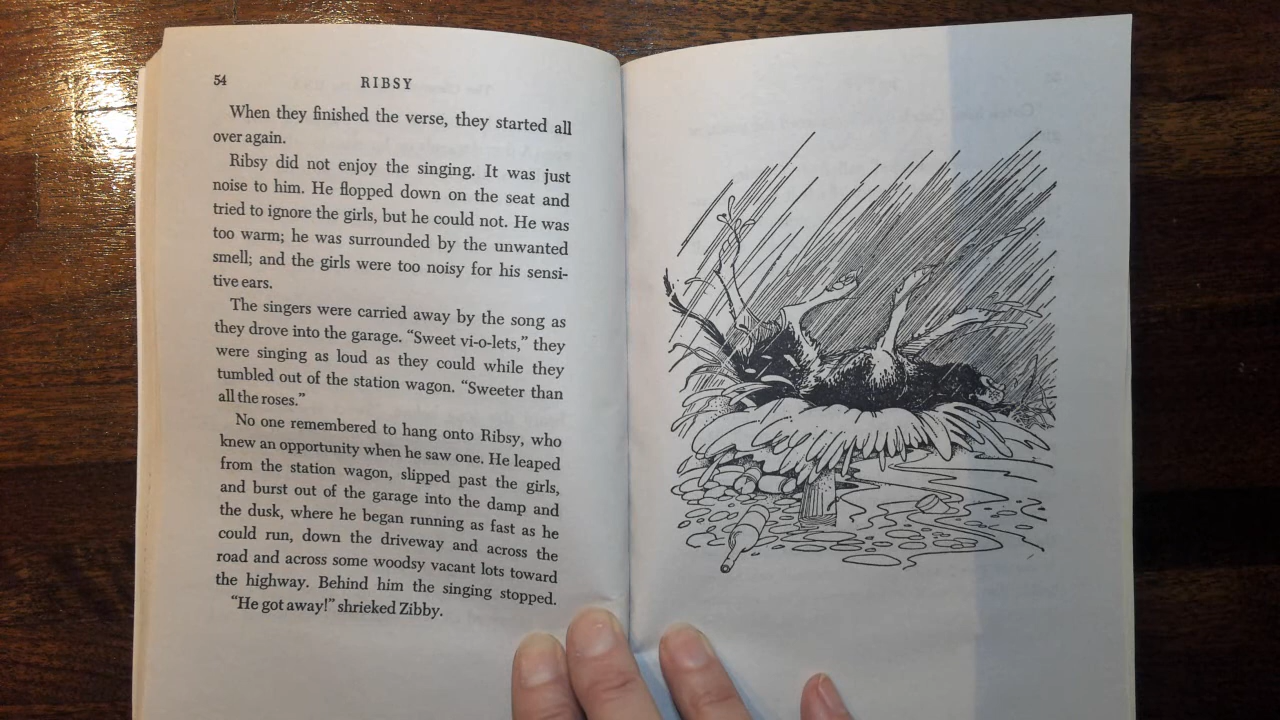 54 RIBSY
When they finished the verse, they started all
over again.
Ribsy did not enjoy the singing. It was just
noise to him. He flopped down on the seat and
tried to ignore the girls, but he could not. He was
too warm; he was surrounded by the unwanted
smell; and the girls were too noisy for his sensi-
tive ears.
The singers were carried away by the song as
they drove into the garage. “Sweet vi-o-lets,” they
were singing as loud as they could while they
tumbled out of the station wagon. “Sweeter than
all the roses.”
No one remembered to hang onto Ribsy, who
knew an opportunity when he saw one. He leaped
from the station wagon, slipped past the girls,
and burst out of the garage into the damp and
the dusk, where he began running as fast as he
could run, down the driveway and across the
road and across some woodsy vacant lots toward
the highway. Behind him the singing stopped.
“He got away!” shrieked Zibby.